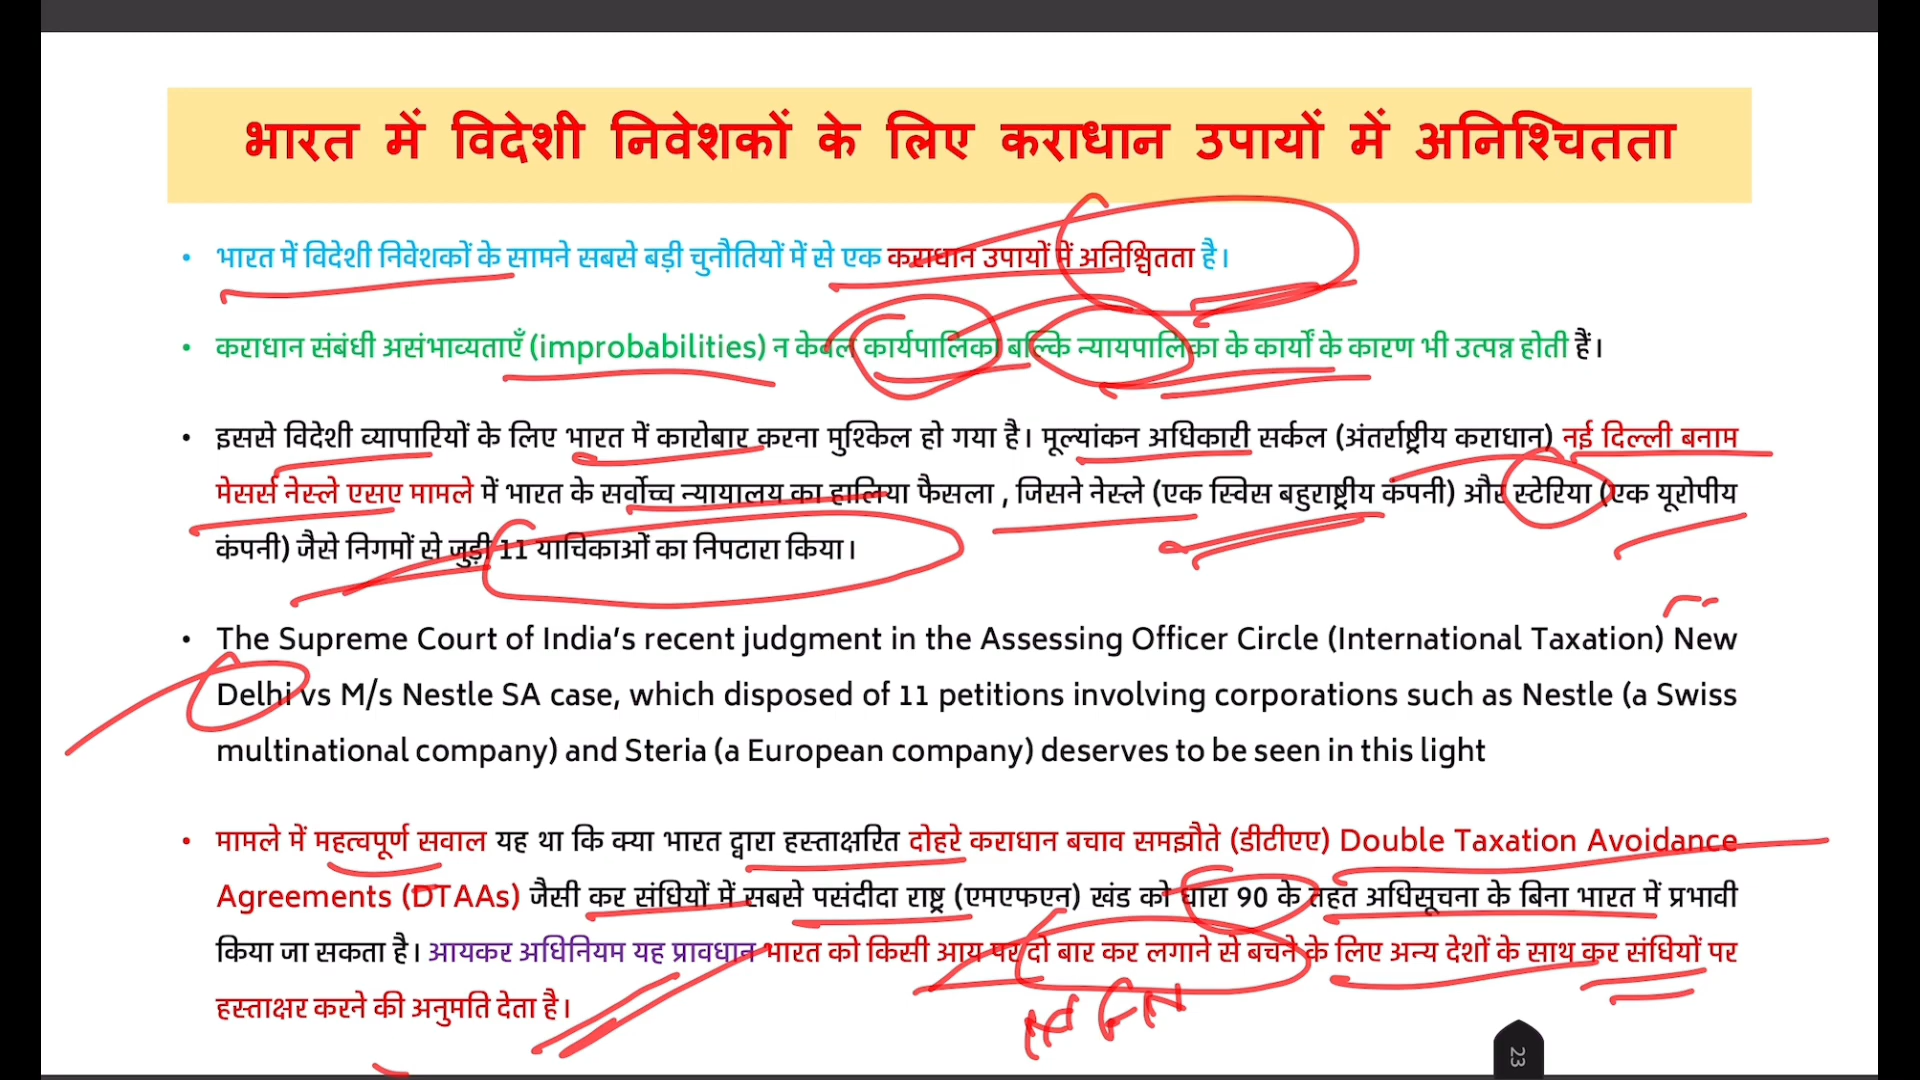 भारत में विदेशी निवेशकों के लिए कराधान उपायों में अनिश्चितता
• भारत में विदेशी निवेशकों के सामने सबसे बड़ी चुनौतियों में से एक कराधान उपायों में अनिश्चितता है।
• कराधान संबंधी असंभाव्यताएँ (improbabilities) न केवल कार्यपालिका बल्कि न्यायपालिका के कार्यों के कारण भी उत्पन्न होती हैं।
• इससे विदेशी व्यापारियों के लिए भारत में कारोबार करना मुश्किल हो गया है। मूल्यांकन अधिकारी सर्कल (अंतर्राष्ट्रीय कराधान) नई दिल्ली बनाम
मेसर्स नेस्ले एसए मामले में भारत के सर्वोच्च न्यायालय का हालिया फैसला , जिसने नेस्ले (एक स्विस बहुराष्ट्रीय कंपनी) और स्टेरिया (एक यूरोपीय
कंपनी) जैसे निगमों से जुड़ी 11 याचिकाओं का निपटारा किया।
• The Supreme Court of India’s recent judgment in the Assessing Officer Circle (International Taxation) New
Delhi vs M/s Nestle SA case, which disposed of 11 petitions involving corporations such as Nestle (a Swiss
multinational company) and Steria (a European company) deserves to be seen in this light
• मामले में महत्वपूर्ण सवाल यह था कि क्या भारत द्वारा हस्ताक्षरित दोहरे कराधान बचाव समझौते (डीटीएए) Double Taxation Avoidance
Agreements (DTAAs) जैसी कर संधियों में सबसे पसंदीदा राष्ट्र (एमएफएन) खंड को धारा 90 के तहत अधिसूचना के बिना भारत में प्रभावी
किया जा सकता है। आयकर अधिनियम यह प्रावधान भारत को किसी आय पर दो बार कर लगाने से बचने के लिए अन्य देशों के साथ कर संधियों पर
हस्ताक्षर करने की अनुमति देता है।
23